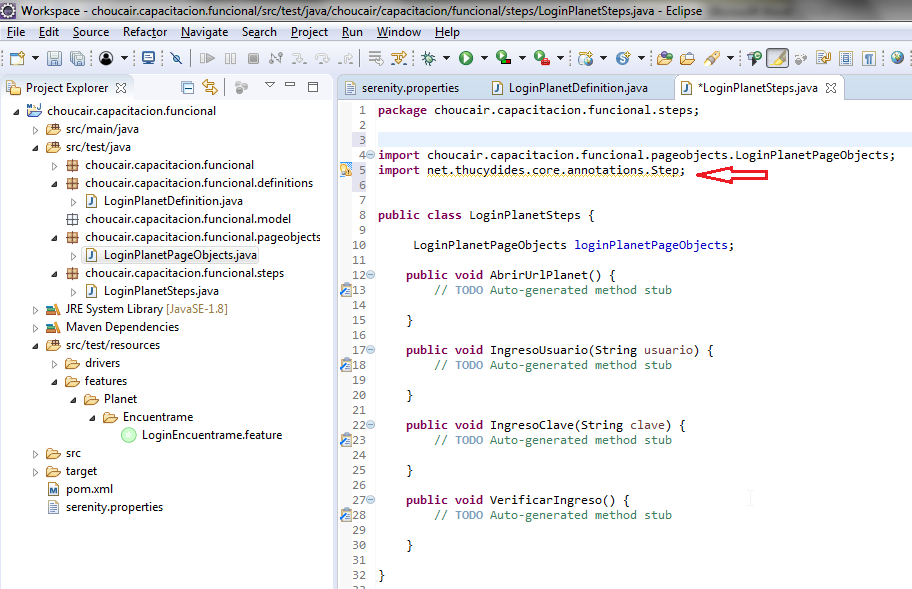 Workspace - choucair.capacitacion.funcional/src/test/java/choucair/capacitacion/funcional/steps/LoginPlanetSteps.java - Eclipse
File Edit Source Refactor Navigate Search Project Run Window Help
Project Explorer
choucair.capacitacion.funcional
src/main/java
src/test/java
choucair.capacitacion.funcional
choucair.capacitacion.funcional.definitions
LoginPlanetDefinition.java
choucair.capacitacion.funcional.model
choucair.capacitacion.funcional.pageobjects
LoginPlanetPageObjects.java
choucair.capacitacion.funcional.steps
LoginPlanetSteps.java
JRE System Library [JavaSE-1.8]
Maven Dependencies
src/test/resources
drivers
features
Planet
Encuentrame
LoginEncuentrame.feature
src
target
pom.xml
serenity.properties
serenity.properties LoginPlanetDefinition.java *LoginPlanetSteps.java
1 package choucair.capacitacion.funcional.steps;
2
3
4 import choucair.capacitacion.funcional.pageobjects.LoginPlanetPageObjects;
5 import net.thucydides.core.annotations.Step;
6
7
8 public class LoginPlanetSteps {
9
10 LoginPlanetPageObjects loginPlanetPageObjects;
11
12 public void AbrirUrlPlanet() {
13 // TODO Auto-generated method stub
14
15 }
16
17 public void IngresoUsuario(String usuario) {
18 // TODO Auto-generated method stub
19
20 }
21
22 public void IngresoClave(String clave) {
23 // TODO Auto-generated method stub
24
25 }
26
27 public void VerificarIngreso() {
28 // TODO Auto-generated method stub
29
30 }
31
32 }